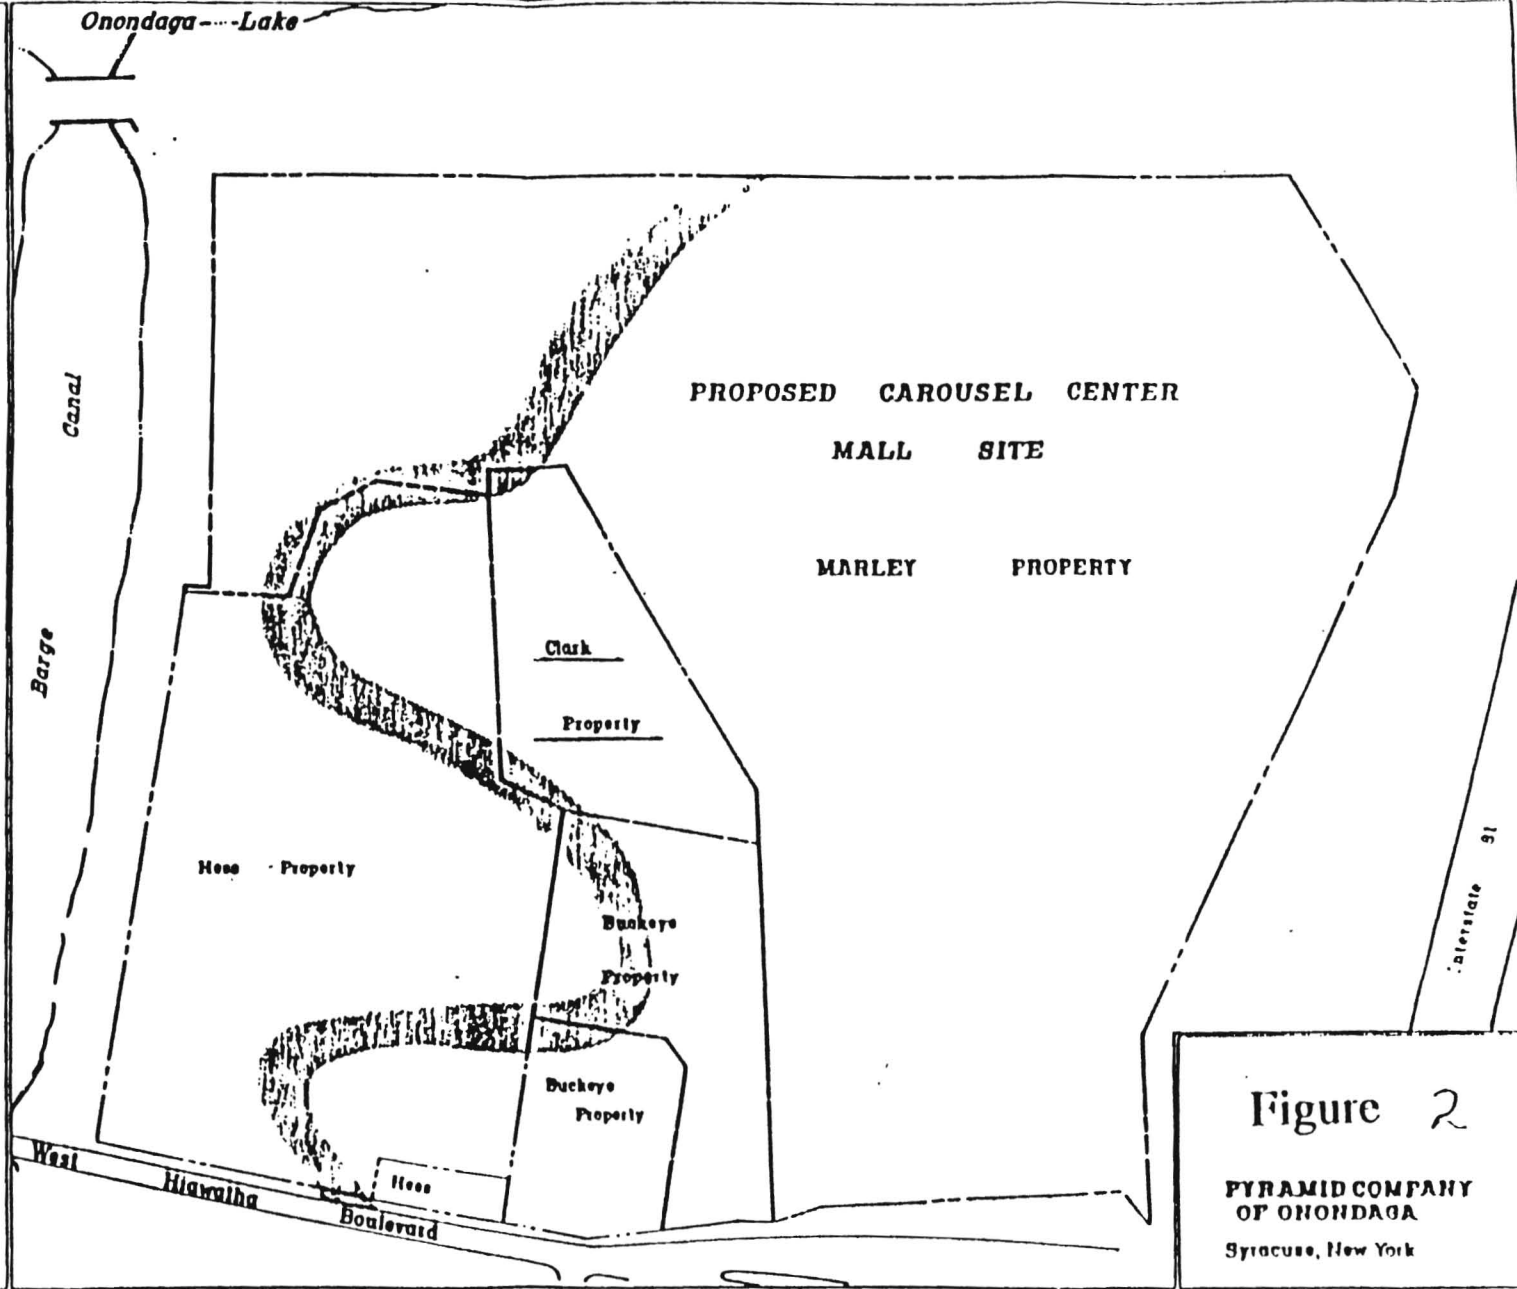 Onondaga Lake
Canal
Barge
PROPOSED CAROUSEL CENTER
MALL SITE
MARLEY PROPERTY
Clark
Property
Hess Property
Buckeye
Property
Buckeye
Property
Hess
West
Hiawatha
Boulevard
Interstate 81
Figure 2
PYRAMID COMPANY
OF ONONDAGA
Syracuse, New York